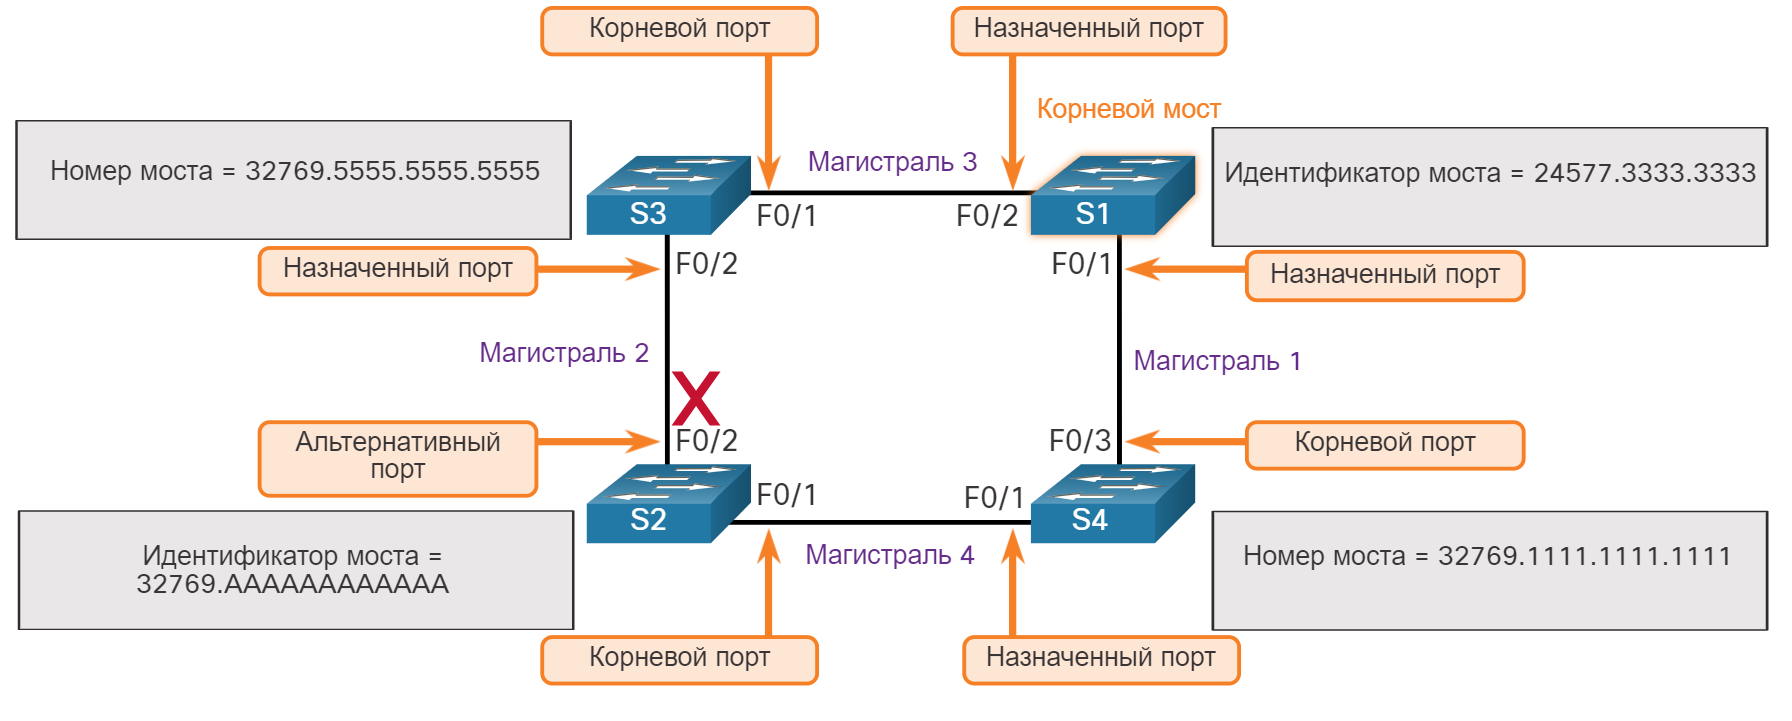 Корневой порт
Назначенный порт
Корневой мост
Номер моста = 32769.5555.5555.5555
Магистраль 3
Идентификатор моста = 24577.3333.3333
S3
F0/1
F0/2
S1
Назначенный порт
F0/2
F0/1
Назначенный порт
Магистраль 2
Магистраль 1
X
Альтернативный
порт
F0/2
F0/3
Корневой порт
S2
F0/1
F0/1
S4
Идентификатор моста =
32769.AAAAAAAAAAAA
Магистраль 4
Номер моста = 32769.1111.1111.1111
Корневой порт
Назначенный порт